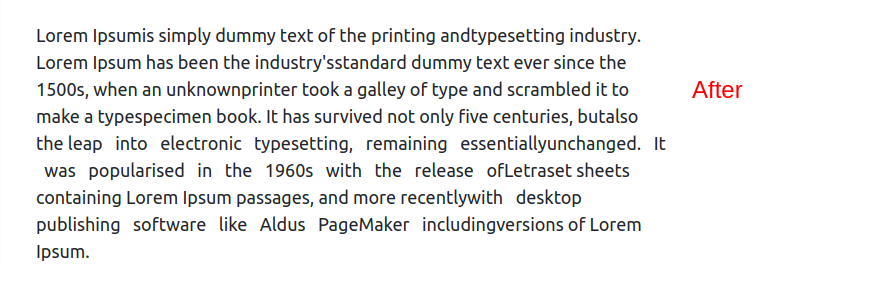 Lorem Ipsumis simply dummy text of the printing andtypesetting industry.
Lorem Ipsum has been the industry'sstandard dummy text ever since the
1500s, when an unknownprinter took a galley of type and scrambled it to
make a typespecimen book. It has survived not only five centuries, butalso
the leap into electronic typesetting, remaining essentiallyunchanged. It
was popularised in the 1960s with the release ofLetraset sheets
containing Lorem Ipsum passages, and more recentlywith desktop
publishing software like Aldus PageMaker includingversions of Lorem
Ipsum.
After